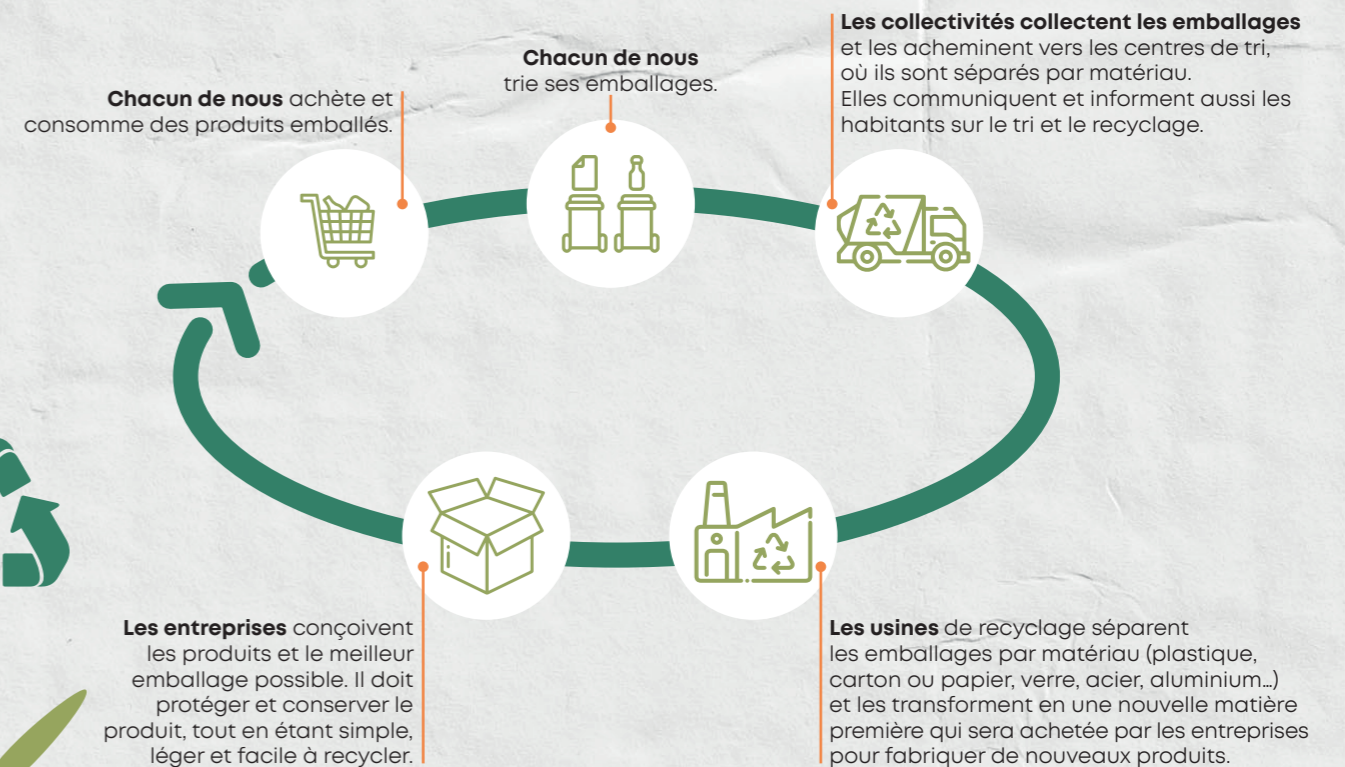 Chacun de nous achète et
consomme des produits emballés.
Chacun de nous
trie ses emballages.
Les collectivités collectent les emballages
et les acheminent vers les centres de tri,
où ils sont séparés par matériau.
Elles communiquent et informent aussi les
habitants sur le tri et le recyclage.
Les entreprises conçoivent
les produits et le meilleur
emballage possible. Il doit
protéger et conserver le
produit, tout en étant simple,
léger et facile à recycler.
Les usines de recyclage séparent
les emballages par matériau (plastique,
carton ou papier, verre, acier, aluminium…)
et les transforment en une nouvelle matière
première qui sera achetée par les entreprises
pour fabriquer de nouveaux produits.